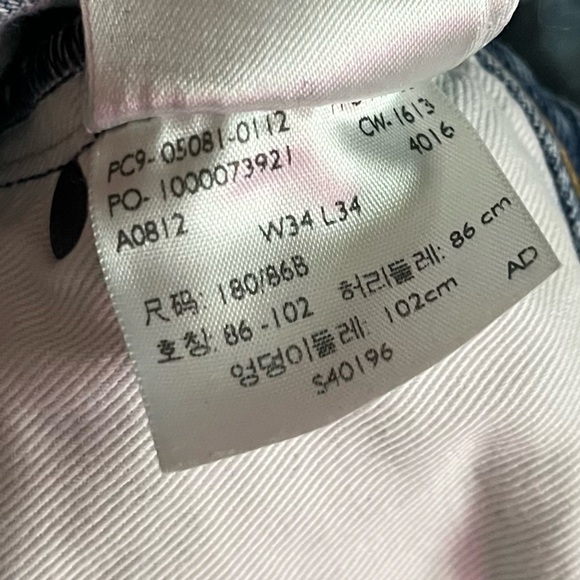 PC9- 05081-0112
CW-1613
PO- 1000073921
4016
A0812
W34 L34
尺码: 180/86B
호칭: 86 -102 허리둘레: 86 cm
엉덩이둘레: 102cm AD
S40196